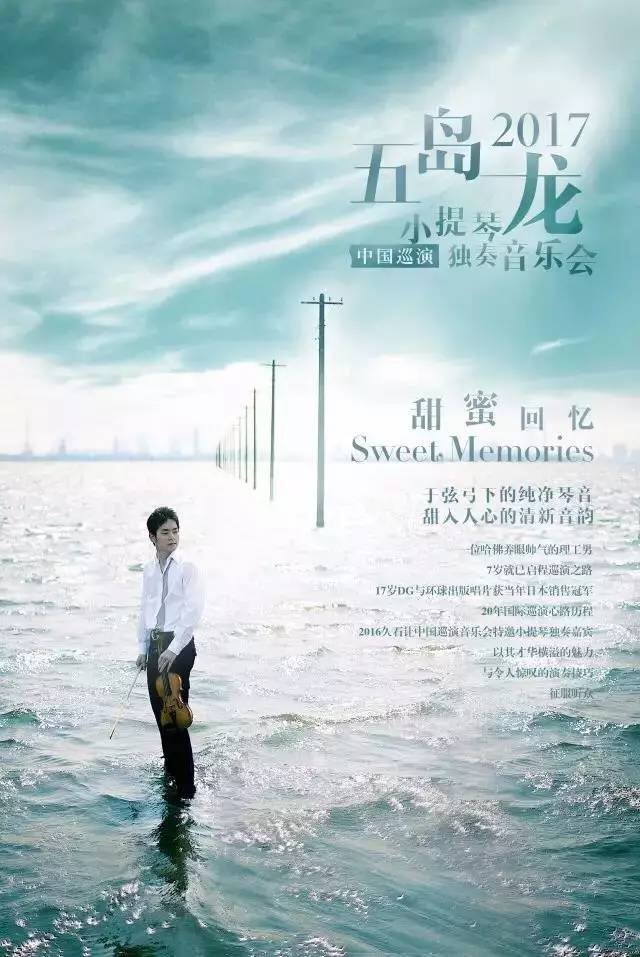 2017
五岛龙
小提琴
中国巡演 独奏音乐会
甜蜜回忆
Sweet Memories
于弦弓下的纯净琴音
甜入人心的清新音韵
一位哈佛养眼帅气的理工男
7岁就已启程巡演之路
17岁DG与环球出版唱片获当年日本销售冠军
20年国际巡演心路历程
2016久石让中国巡演音乐会特邀小提琴独奏嘉宾
以其才华横溢的魅力
与令人惊叹的演奏技巧
征服听众